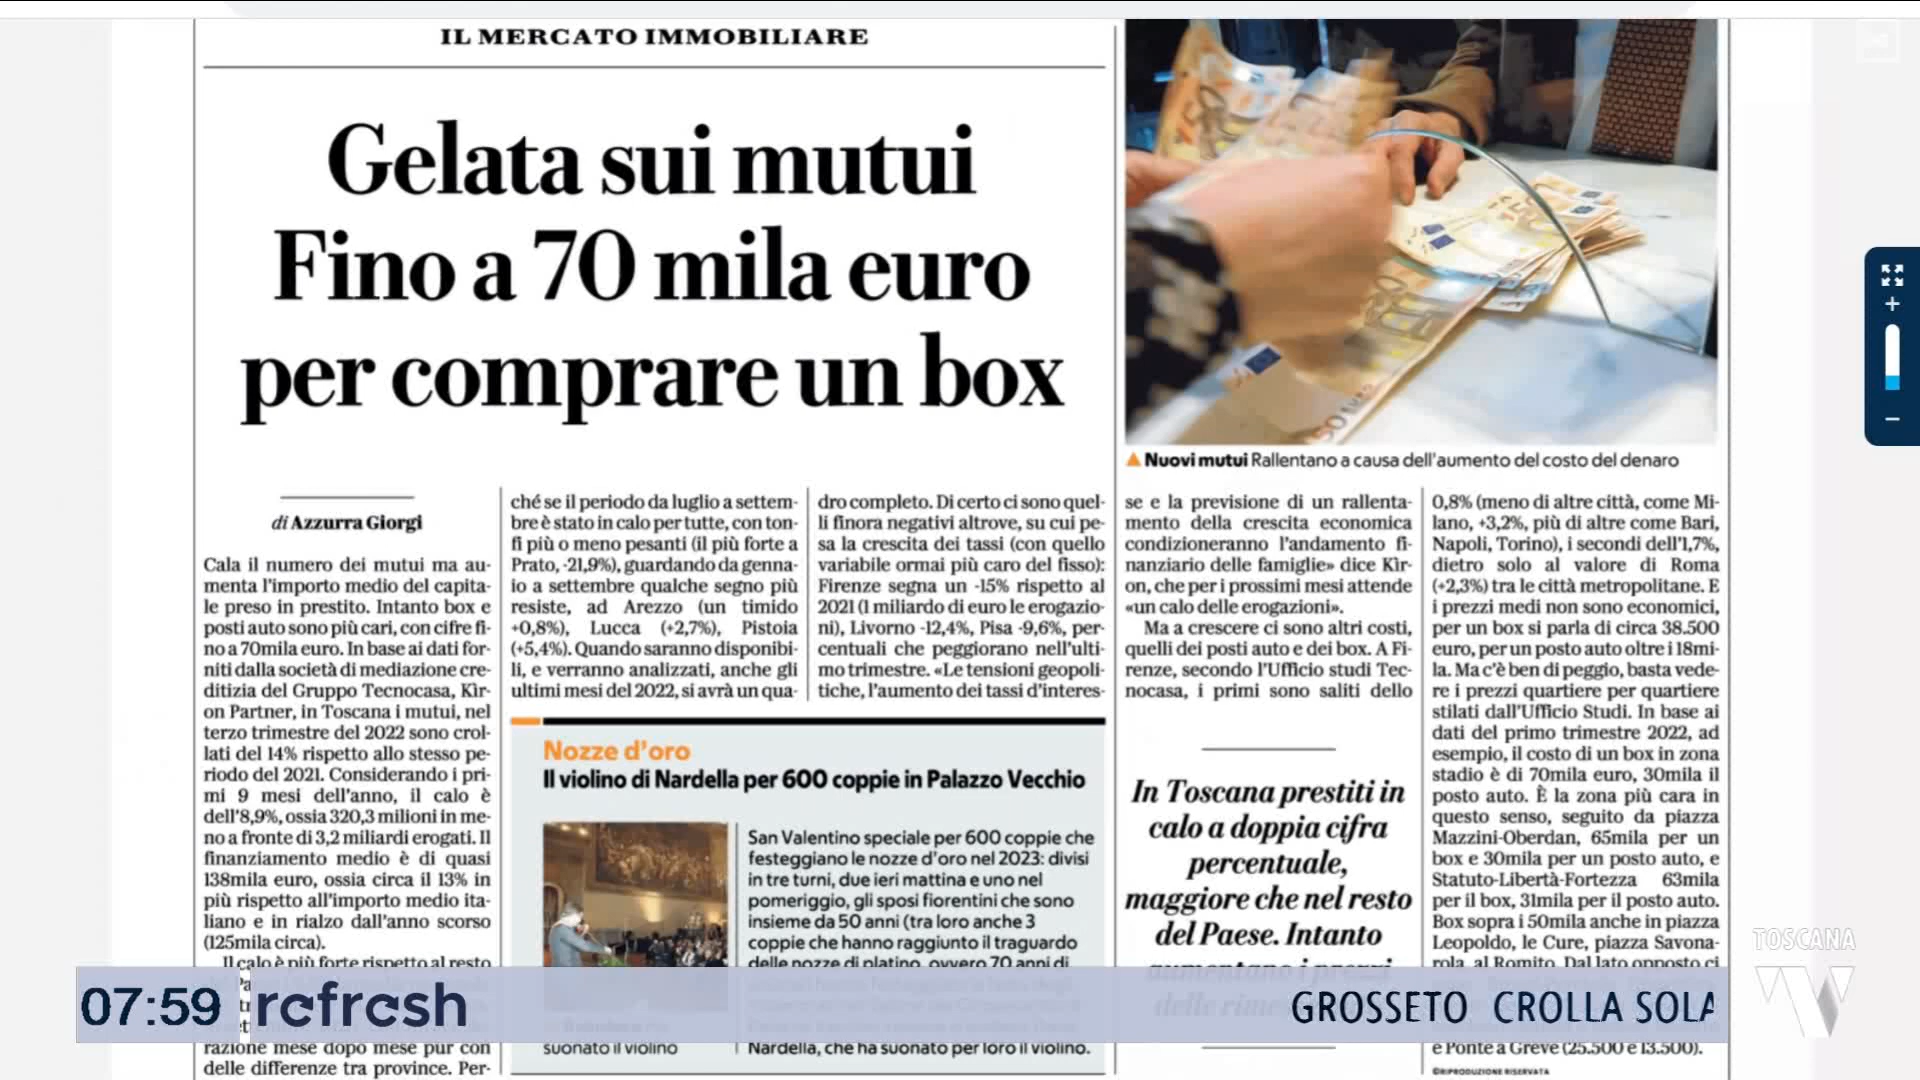 IL MERCATO IMMOBILIARE
Gelata sui mutui
Fino a 70 mila euro
per comprare un box
di Azzurra Giorgi
Cala il numero dei mutui ma au-
menta l'importo medio del capita-
le preso in prestito. Intanto box e
posti auto sono più cari, con cifre fi-
no a 70mila euro. In base ai dati for-
niti dalla società di mediazione cre-
ditizia del Gruppo Tecnocasa, Kìr-
on Partner, in Toscana i mutui, nel
terzo trimestre del 2022 sono crol-
lati del 14% rispetto allo stesso pe-
riodo del 2021. Considerando i pri-
mi 9 mesi dell'anno, il calo è
dell'8,9%, ossia 320,3 milioni in me-
no a fronte di 3,2 miliardi erogati. Il
finanziamento medio è di quasi
138mila euro, ossia circa il 13% in
più rispetto all'importo medio ita-
liano e in rialzo dall'anno scorso
(125mila circa).
Il calo è più forte rispetto al resto
razione mese dopo mese pur con
delle differenze tra province. Per-
ché se il periodo da luglio a settem-
bre è stato in calo per tutte, con ton-
fi più o meno pesanti (il più forte a
Prato, -21,9%), guardando da genna-
io a settembre qualche segno più
resiste, ad Arezzo (un timido
+0,8%), Lucca (+2,7%), Pistoia
(+5,4%). Quando saranno disponibi-
li, e verranno analizzati, anche gli
ultimi mesi del 2022, si avrà un qua-
dro completo. Di certo ci sono quel-
li finora negativi altrove, su cui pe-
sa la crescita dei tassi (con quello
variabile ormai più caro del fisso):
Firenze segna un -15% rispetto al
2021 (1 miliardo di euro le erogazio-
ni), Livorno -12,4%, Pisa -9,6%, per-
centuali che peggiorano nell'ulti-
mo trimestre. «Le tensioni geopoli-
tiche, l'aumento dei tassi d'interes-
Nozze d'oro
Il violino di Nardella per 600 coppie in Palazzo Vecchio
San Valentino speciale per 600 coppie che
festeggiano le nozze d'oro nel 2023: divisi
in tre turni, due ieri mattina e uno nel
pomeriggio, gli sposi fiorentini che sono
insieme da 50 anni (tra loro anche 3
coppie che hanno raggiunto il traguardo
delle nozze di platino, ovvero 70 anni di
Nardella, che ha suonato per loro il violino.
suonato il violino
Nuovi mutui Rallentano a causa dell'aumento del costo del denaro
se e la previsione di un rallenta-
mento della crescita economica
condizioneranno l'andamento fi-
nanziario delle famiglie» dice Kìr-
on, che per i prossimi mesi attende
«un calo delle erogazioni».
Ma a crescere ci sono altri costi,
quelli dei posti auto e dei box. A Fi-
renze, secondo l'Ufficio studi Tec-
nocasa, i primi sono saliti dello
In Toscana prestiti in
calo a doppia cifra
percentuale,
maggiore che nel resto
del Paese. Intanto
aumentano i prezzi
0,8% (meno di altre città, come Mi-
lano, +3,2%, più di altre come Bari,
Napoli, Torino), i secondi dell'1,7%,
dietro solo al valore di Roma
(+2,3%) tra le città metropolitane. E
i prezzi medi non sono economici,
per un box si parla di circa 38.500
euro, per un posto auto oltre i 18mi-
la. Ma c'è ben di peggio, basta vede-
re i prezzi quartiere per quartiere
stilati dall'Ufficio Studi. In base ai
dati del primo trimestre 2022, ad
esempio, il costo di un box in zona
stadio è di 70mila euro, 30mila il
posto auto. È la zona più cara in
questo senso, seguito da piazza
Mazzini-Oberdan, 65mila per un
box e 30mila per un posto auto, e
Statuto-Libertà-Fortezza 63mila
per il box, 31mila per il posto auto.
Box sopra i 50mila anche in piazza
Leopoldo, le Cure, piazza Savona-
rola, al Romito. Dal lato opposto ci
e Ponte a Greve (25.500 e 13.500).
©RIPRODUZIONE RISERVATA
07:59 refresh
GROSSETO CROLLA SOLA
TOSCANA
TV